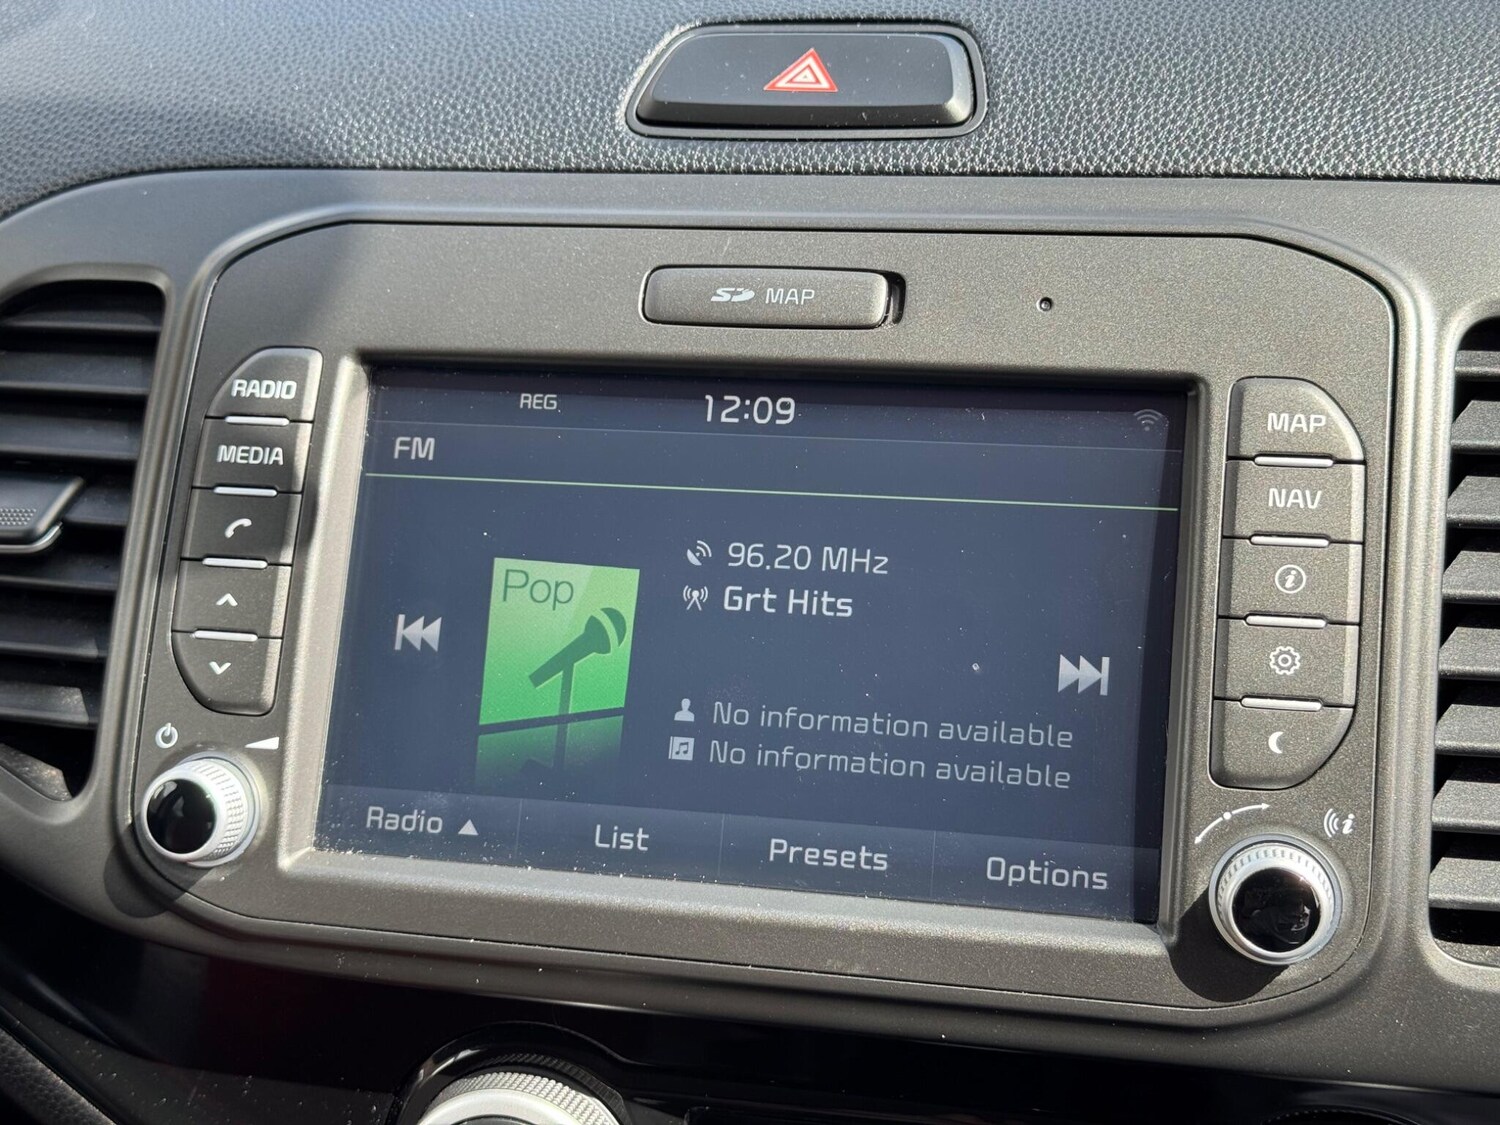 SD MAP
RADIO
MEDIA
MAP
NAV
REG
12:09
FM
Pop
96.20 MHz
Grt Hits
No information available
No information available
Radio
List
Presets
Options